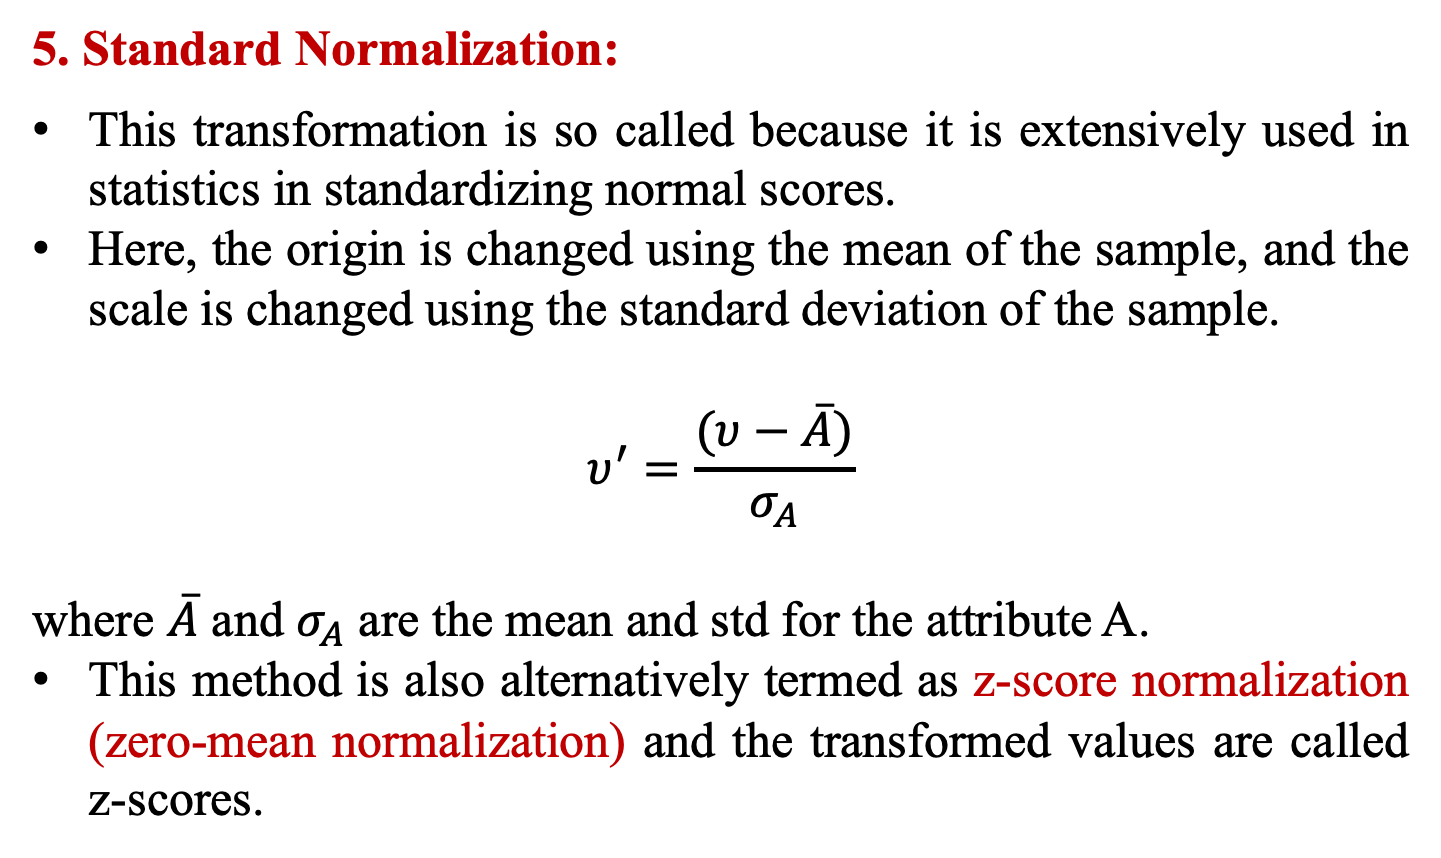 5. Standard Normalization:
• This transformation is so called because it is extensively used in
statistics in standardizing normal scores.
• Here, the origin is changed using the mean of the sample, and the
scale is changed using the standard deviation of the sample.
υ′ = (υ − Ā) / σ_A
where Ā and σ_A are the mean and std for the attribute A.
• This method is also alternatively termed as z-score normalization
(zero-mean normalization) and the transformed values are called
z-scores.